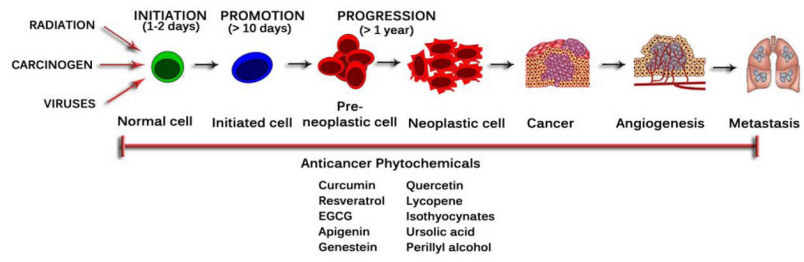 INITIATION
(1-2 days)
PROMOTION
(> 10 days)
PROGRESSION
(> 1 year)
RADIATION
CARCINOGEN
VIRUSES
Normal cell
Initiated cell
Pre-
neoplastic cell
Neoplastic cell
Cancer
Angiogenesis
Metastasis
Anticancer Phytochemicals
Curcumin
Resveratrol
EGCG
Apigenin
Genestein
Quercetin
Lycopene
Isothyocynates
Ursolic acid
Perillyl alcohol